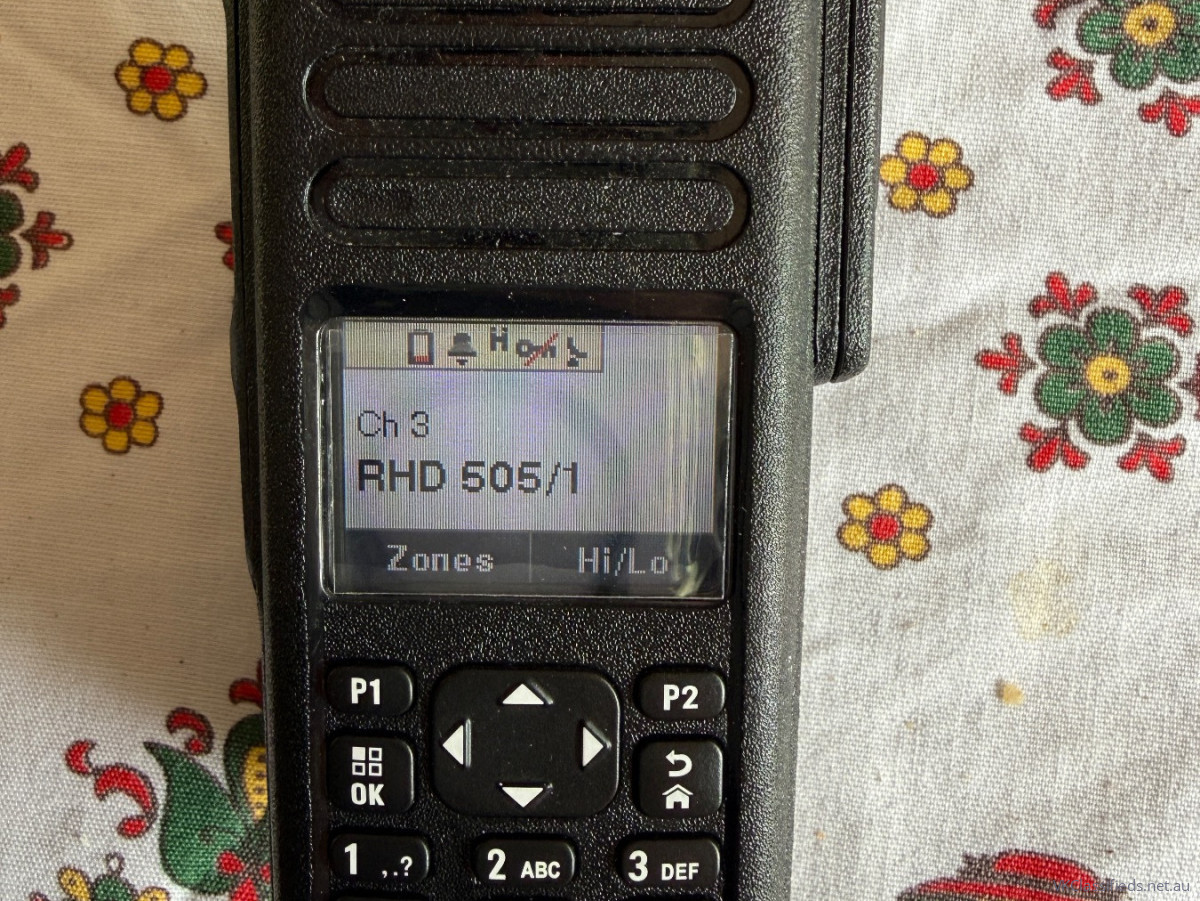 H
Ch 3
RHD 505/1
Zones Hi/Lo
P1 P2
OK
1 ,.? 2 ABC 3 DEF